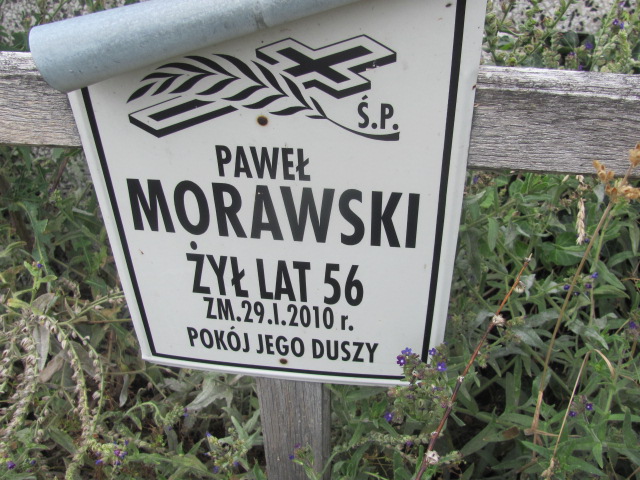 Ś.P.
PAWEŁ
MORAWSKI
ŻYŁ LAT 56
ZM.29.I.2010 r.
POKÓJ JEGO DUSZY